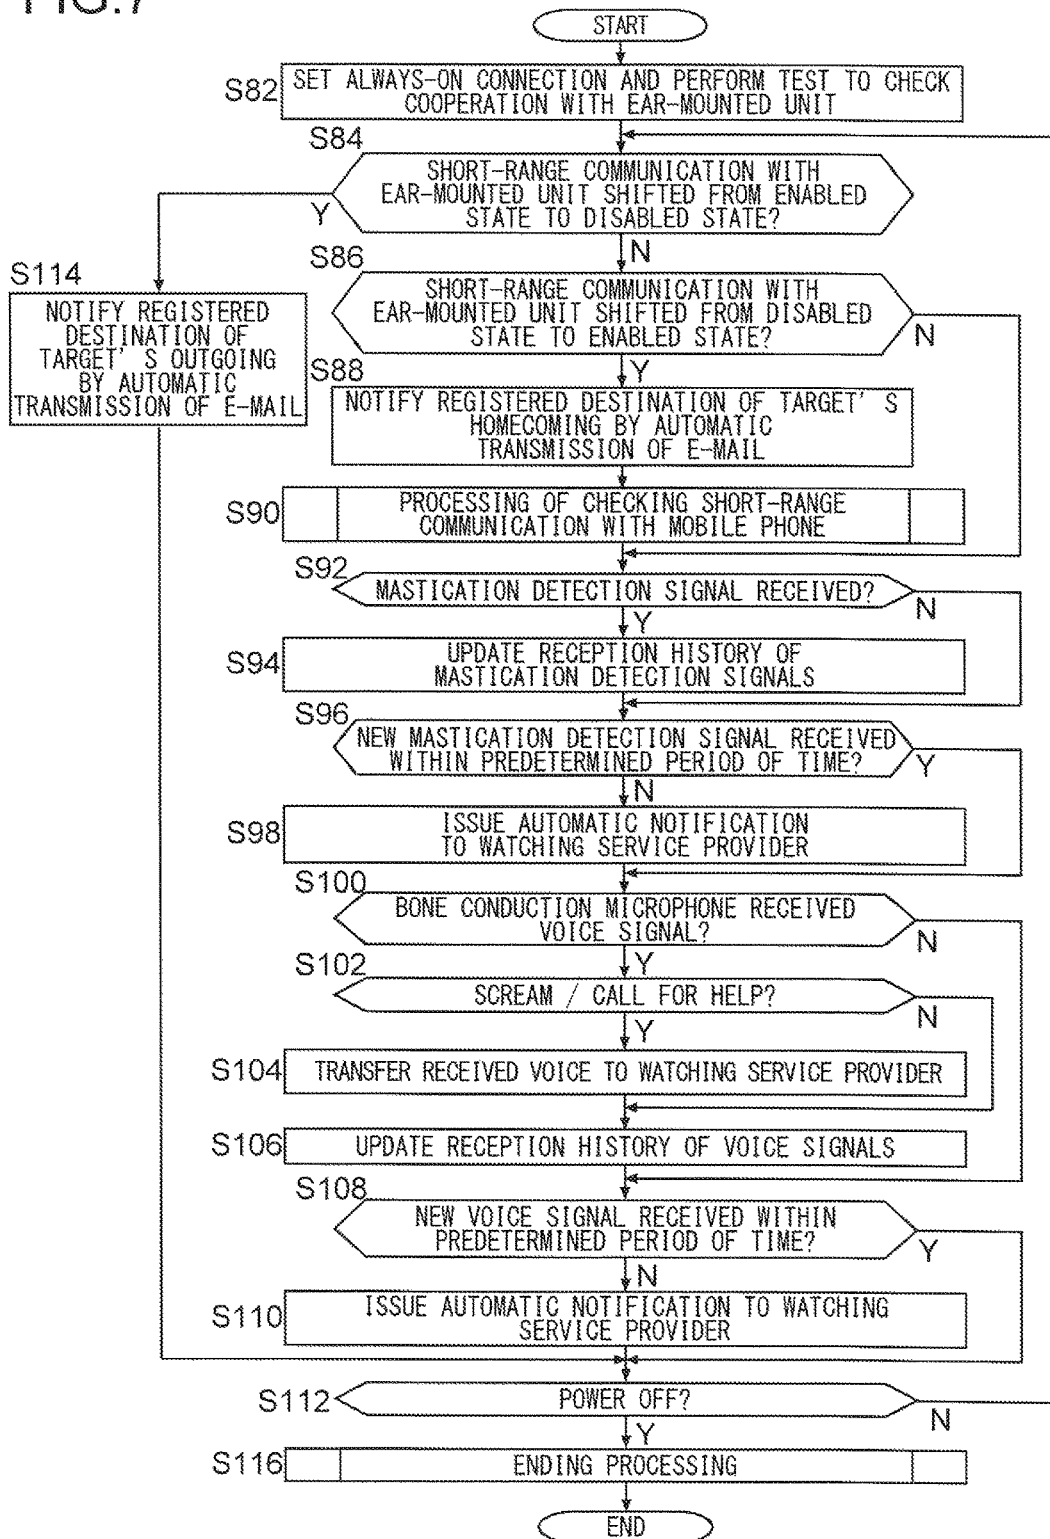 FIG.7
START
S82
SET ALWAYS-ON CONNECTION AND PERFORM TEST TO CHECK
COOPERATION WITH EAR-MOUNTED UNIT
S84
SHORT-RANGE COMMUNICATION WITH
EAR-MOUNTED UNIT SHIFTED FROM ENABLED
STATE TO DISABLED STATE?
Y
N
S114
NOTIFY REGISTERED
DESTINATION OF
TARGET' S OUTGOING
BY AUTOMATIC
TRANSMISSION OF E-MAIL
S86
SHORT-RANGE COMMUNICATION WITH
EAR-MOUNTED UNIT SHIFTED FROM DISABLED
STATE TO ENABLED STATE?
N
Y
S88
NOTIFY REGISTERED DESTINATION OF TARGET' S
HOMECOMING BY AUTOMATIC
TRANSMISSION OF E-MAIL
S90
PROCESSING OF CHECKING SHORT-RANGE
COMMUNICATION WITH MOBILE PHONE
S92
MASTICATION DETECTION SIGNAL RECEIVED?
N
Y
S94
UPDATE RECEPTION HISTORY OF
MASTICATION DETECTION SIGNALS
S96
NEW MASTICATION DETECTION SIGNAL RECEIVED
WITHIN PREDETERMINED PERIOD OF TIME?
Y
N
S98
ISSUE AUTOMATIC NOTIFICATION
TO WATCHING SERVICE PROVIDER
S100
BONE CONDUCTION MICROPHONE RECEIVED
VOICE SIGNAL?
N
Y
S102
SCREAM / CALL FOR HELP?
N
Y
S104
TRANSFER RECEIVED VOICE TO WATCHING SERVICE PROVIDER
S106
UPDATE RECEPTION HISTORY OF VOICE SIGNALS
S108
NEW VOICE SIGNAL RECEIVED WITHIN
PREDETERMINED PERIOD OF TIME?
Y
N
S110
ISSUE AUTOMATIC NOTIFICATION TO WATCHING
SERVICE PROVIDER
S112
POWER OFF?
N
Y
S116
ENDING PROCESSING
END